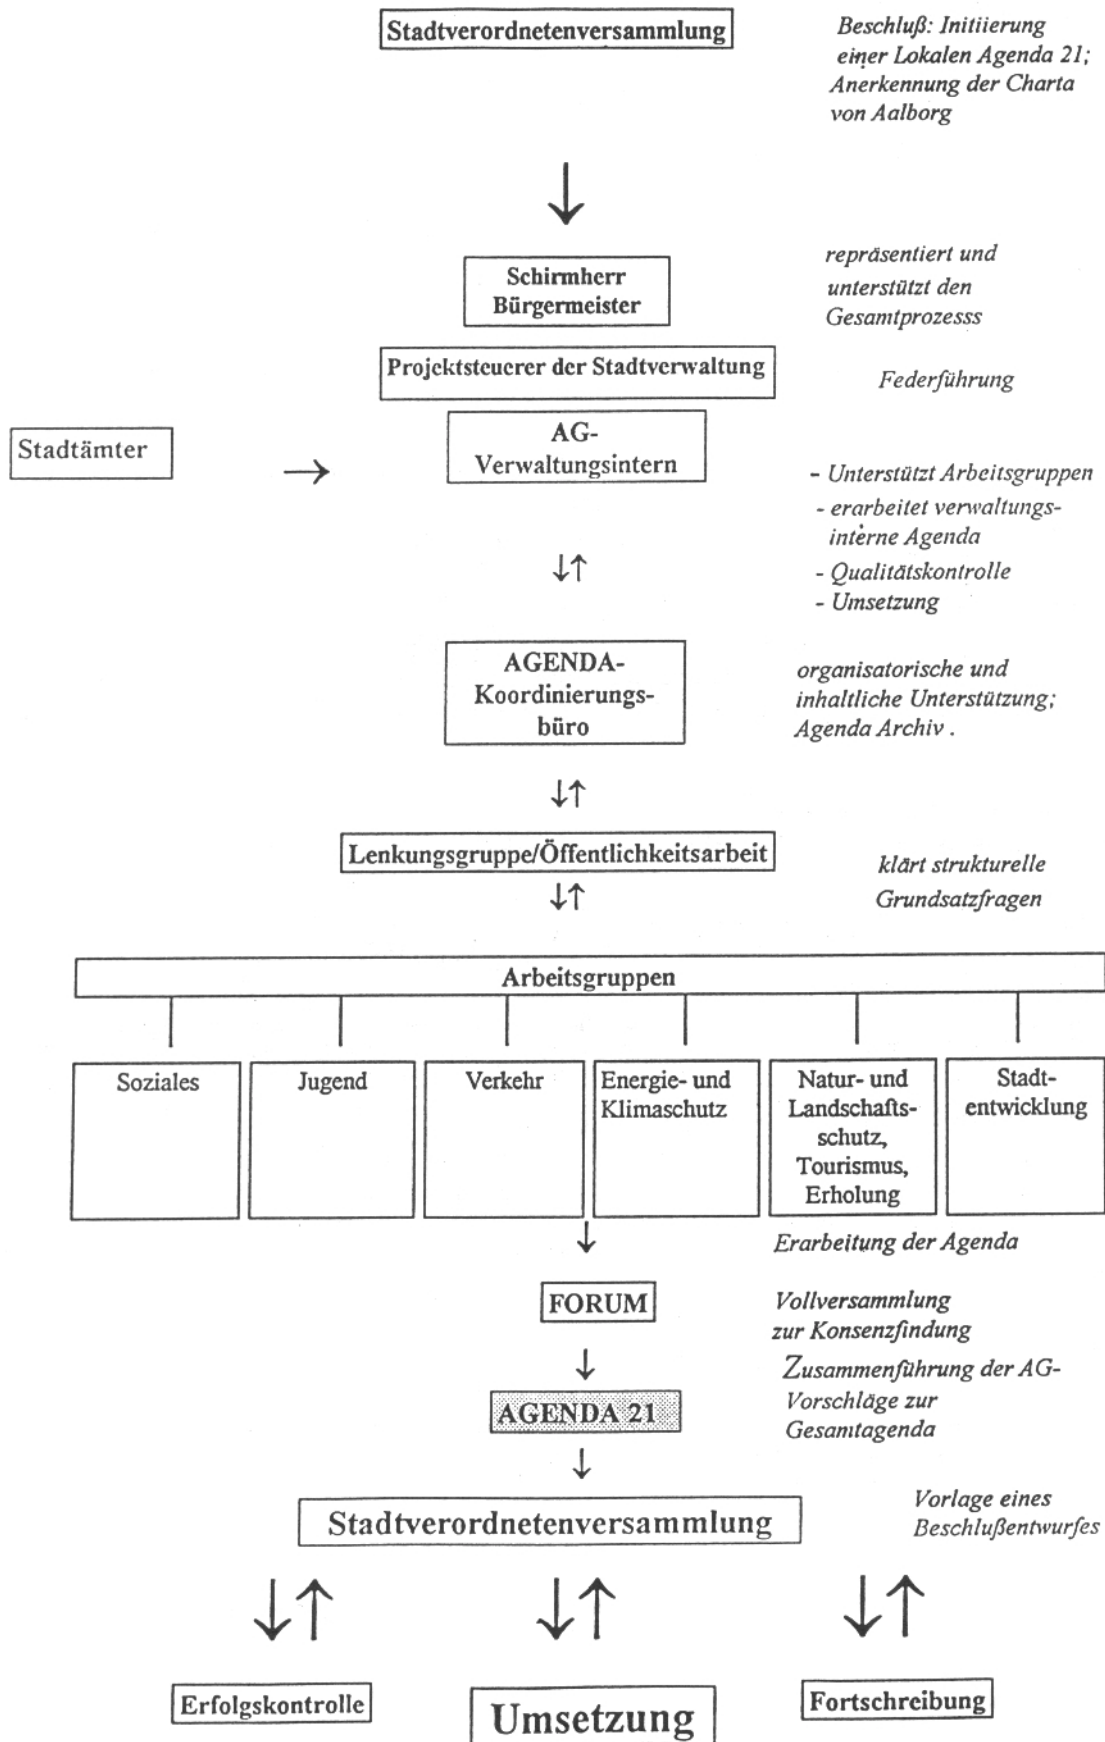 Stadtverordnetenversammlung
Beschluß: Initiierung
einer Lokalen Agenda 21;
Anerkennung der Charta
von Aalborg
Schirmherr
Bürgermeister
repräsentiert und
unterstützt den
Gesamtprozesss
Projektsteuerer der Stadtverwaltung
Federführung
Stadtämter
AG-
Verwaltungsintern
- Unterstützt Arbeitsgruppen
- erarbeitet verwaltungs-
interne Agenda
- Qualitätskontrolle
- Umsetzung
AGENDA-
Koordinierungs-
büro
organisatorische und
inhaltliche Unterstützung;
Agenda Archiv .
Lenkungsgruppe/Öffentlichkeitsarbeit
klärt strukturelle
Grundsatzfragen
Arbeitsgruppen
Soziales
Jugend
Verkehr
Energie- und
Klimaschutz
Natur- und
Landschafts-
schutz,
Tourismus,
Erholung
Stadt-
entwicklung
Erarbeitung der Agenda
FORUM
Vollversammlung
zur Konsenzfindung
Zusammenführung der AG-
Vorschläge zur
Gesamtagenda
AGENDA 21
Stadtverordnetenversammlung
Vorlage eines
Beschlußentwurfes
Erfolgskontrolle
Umsetzung
Fortschreibung